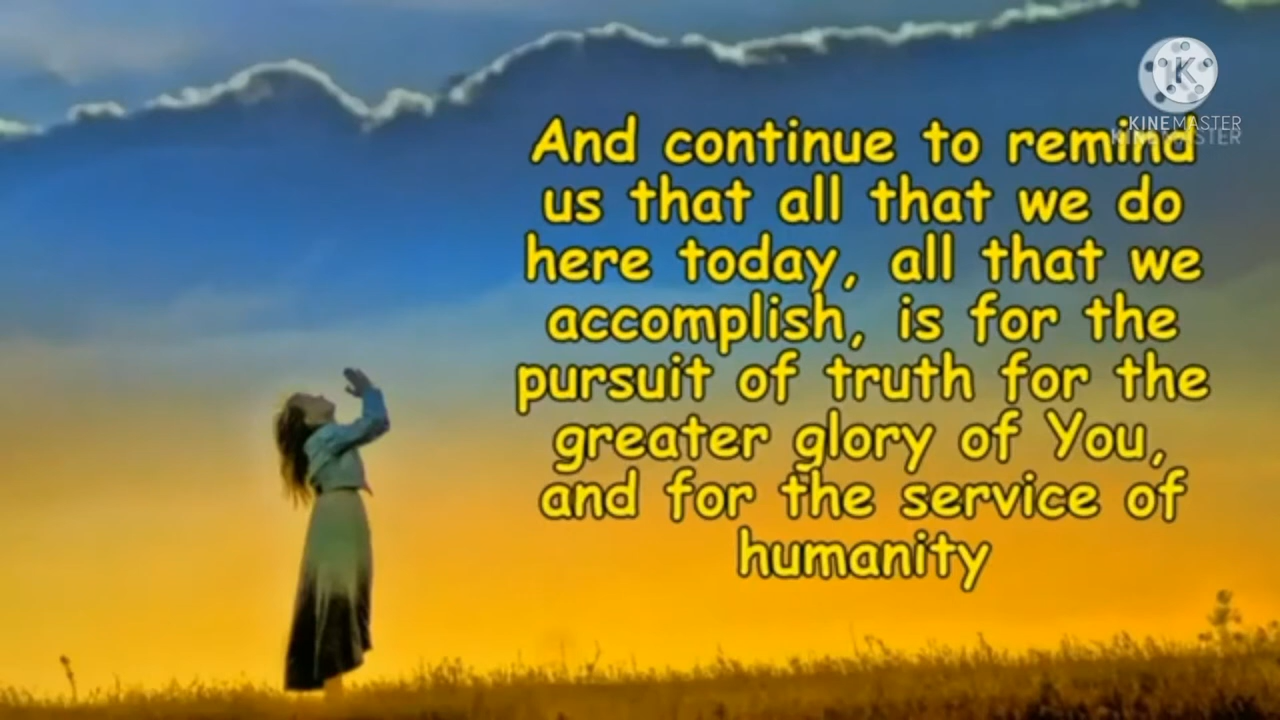 KINEMASTER
And continue to remind
us that all that we do
here today, all that we
accomplish, is for the
pursuit of truth for the
greater glory of You,
and for the service of
humanity